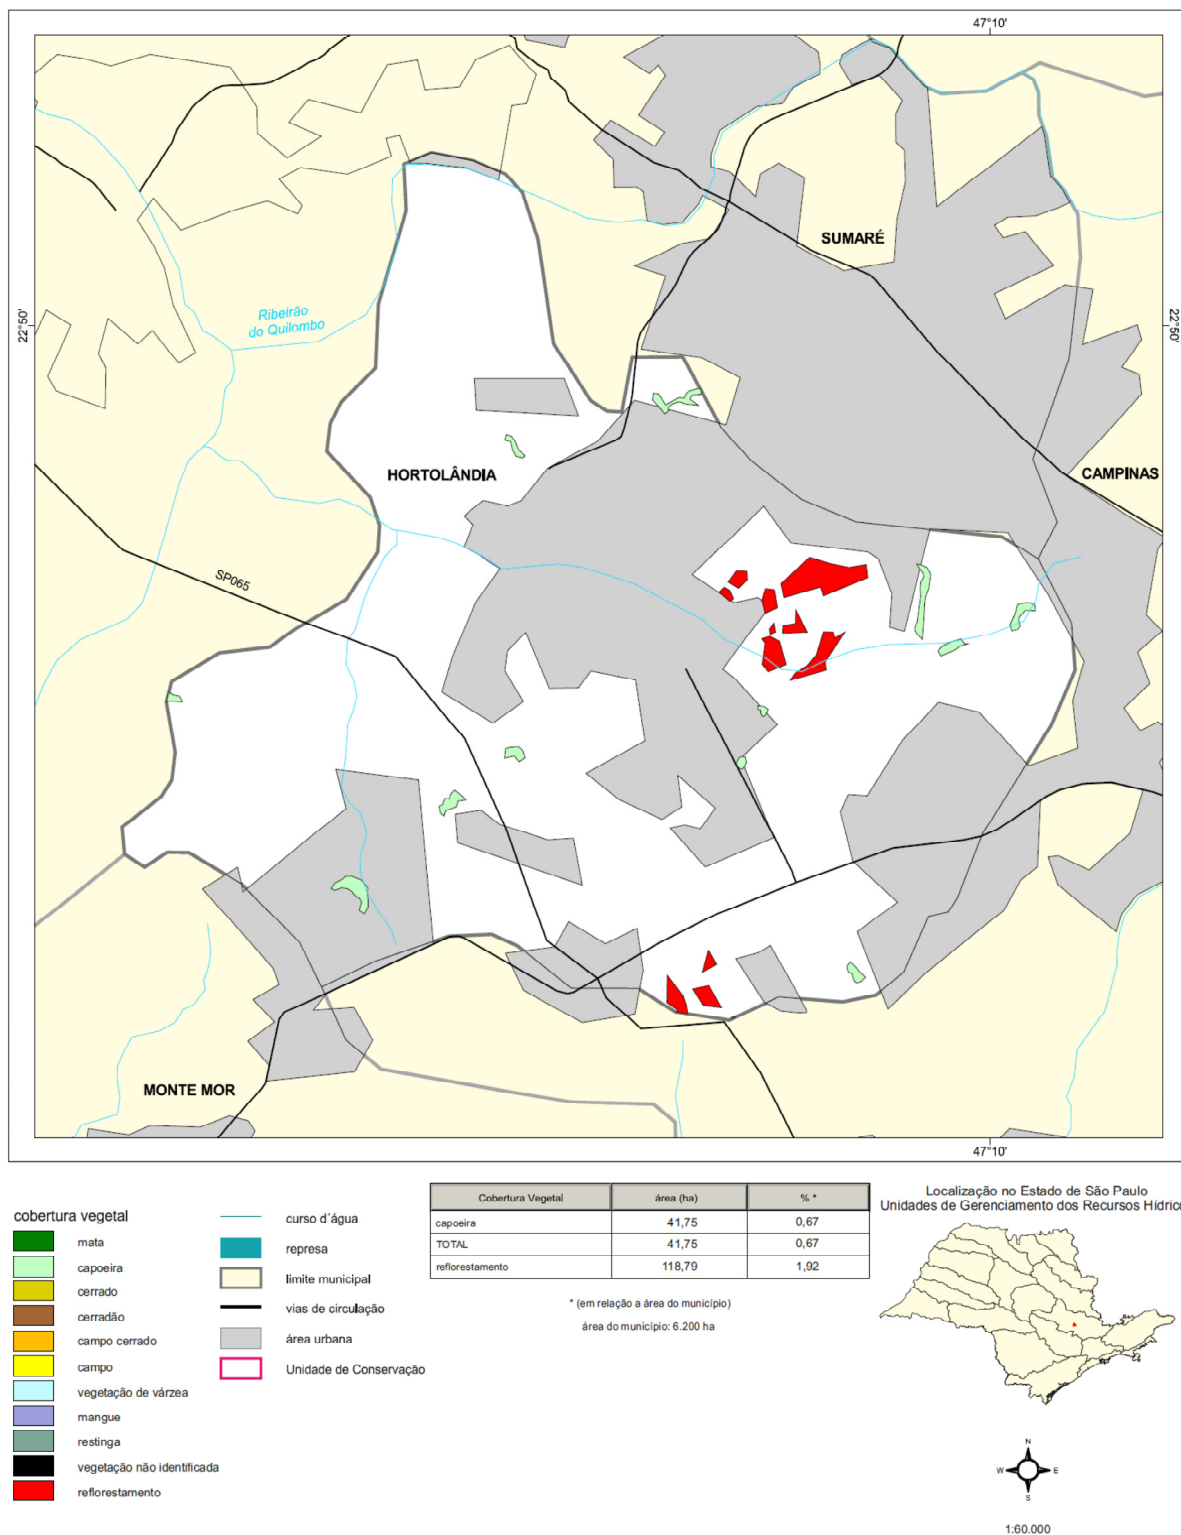 47°10'
SUMARÉ
Ribeirão
do Quilombo
22°50'
22°50'
HORTOLÂNDIA
CAMPINAS
SP065
MONTE MOR
47°10'
cobertura vegetal
mata
capoeira
cerrado
cerradão
campo cerrado
campo
vegetação de várzea
mangue
restinga
vegetação não identificada
reflorestamento
curso d´água
represa
limite municipal
vias de circulação
área urbana
Unidade de Conservação
Cobertura Vegetal área (ha) % *
capoeira 41,75 0,67
TOTAL 41,75 0,67
reflorestamento 118,79 1,92
* (em relação a área do município)
área do município: 6.200 ha
Localização no Estado de São Paulo
Unidades de Gerenciamento dos Recursos Hídrico
N
W E
S
1:60.000